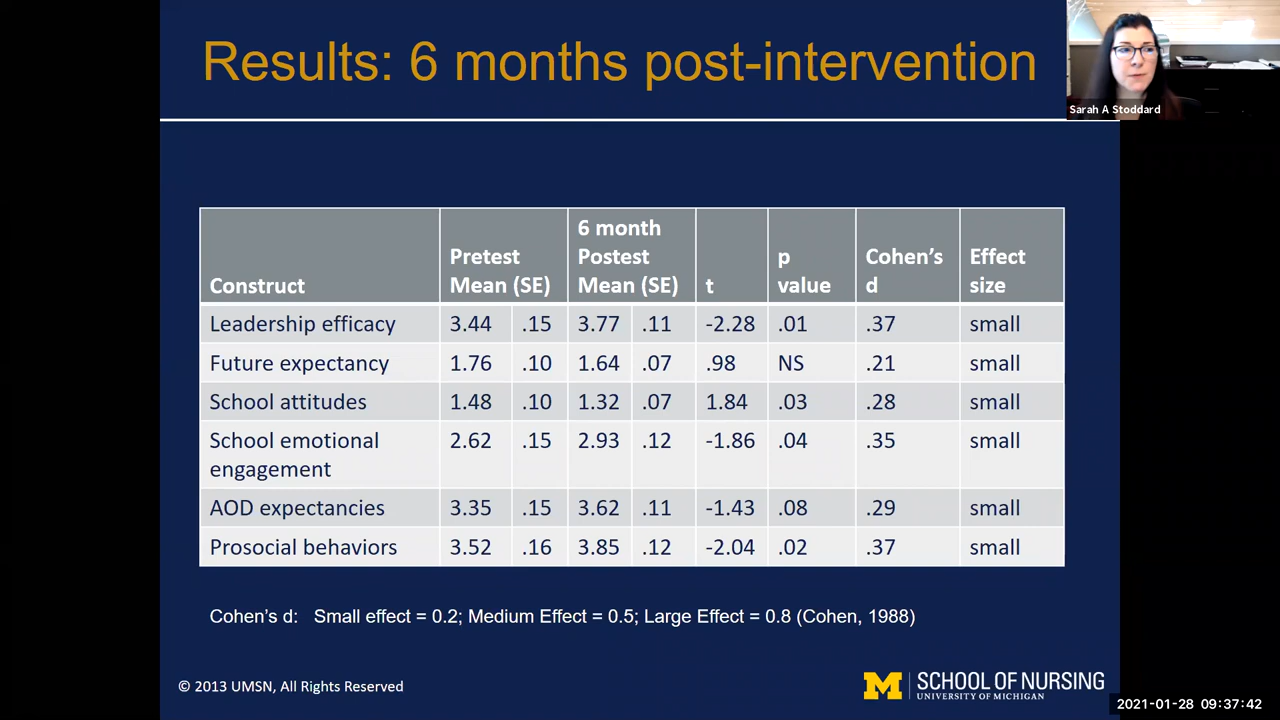 Results: 6 months post-intervention
Sarah A Stoddard
Construct Pretest Mean (SE) 6 month Postest Mean (SE) t p value Cohen's d Effect size
Leadership efficacy 3.44 .15 3.77 .11 -2.28 .01 .37 small
Future expectancy 1.76 .10 1.64 .07 .98 NS .21 small
School attitudes 1.48 .10 1.32 .07 1.84 .03 .28 small
School emotional engagement 2.62 .15 2.93 .12 -1.86 .04 .35 small
AOD expectancies 3.35 .15 3.62 .11 -1.43 .08 .29 small
Prosocial behaviors 3.52 .16 3.85 .12 -2.04 .02 .37 small
Cohen's d: Small effect = 0.2; Medium Effect = 0.5; Large Effect = 0.8 (Cohen, 1988)
© 2013 UMSN, All Rights Reserved
M SCHOOL OF NURSING
UNIVERSITY OF MICHIGAN
2021-01-28 09:37:42